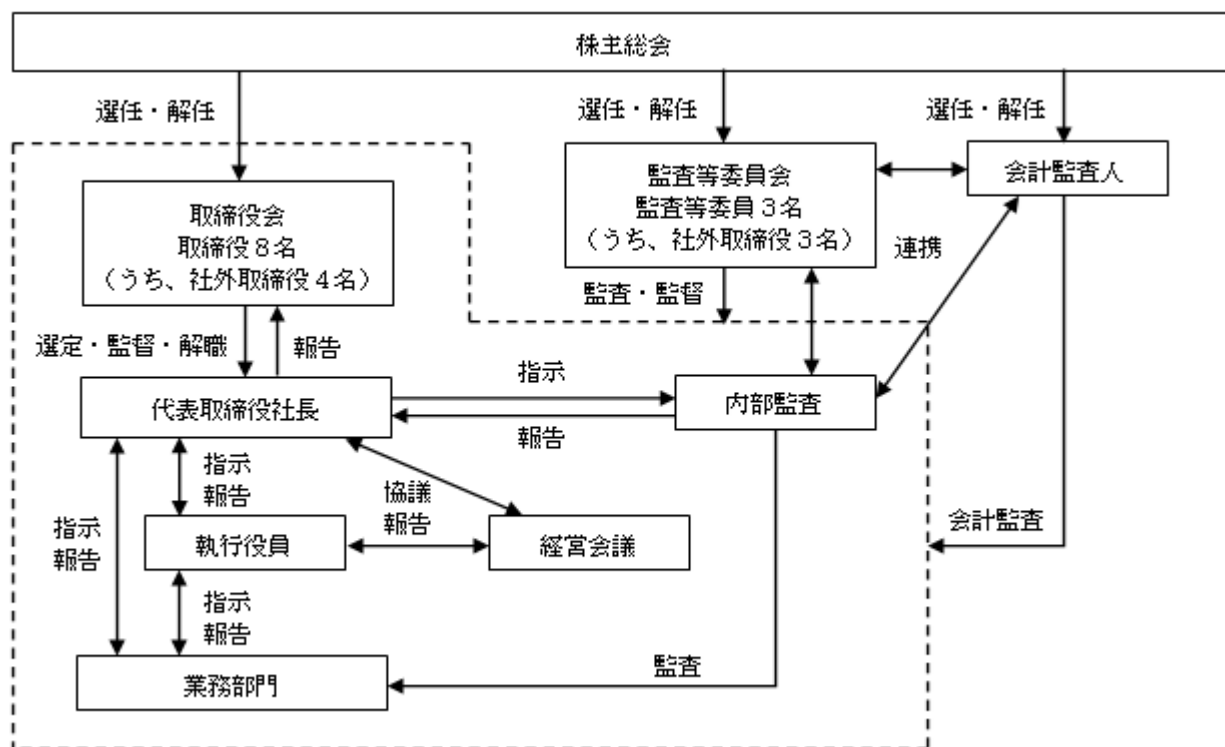 株主総会
選任・解任
選任・解任
選任・解任
取締役会
取締役8名
（うち、社外取締役4名）
監査等委員会
監査等委員3名
（うち、社外取締役3名）
会計監査人
連携
監査・監督
選定・監督・解職
報告
代表取締役社長
指示
報告
内部監査
指示
報告
協議
報告
指示
報告
執行役員
経営会議
会計監査
指示
報告
業務部門
監査